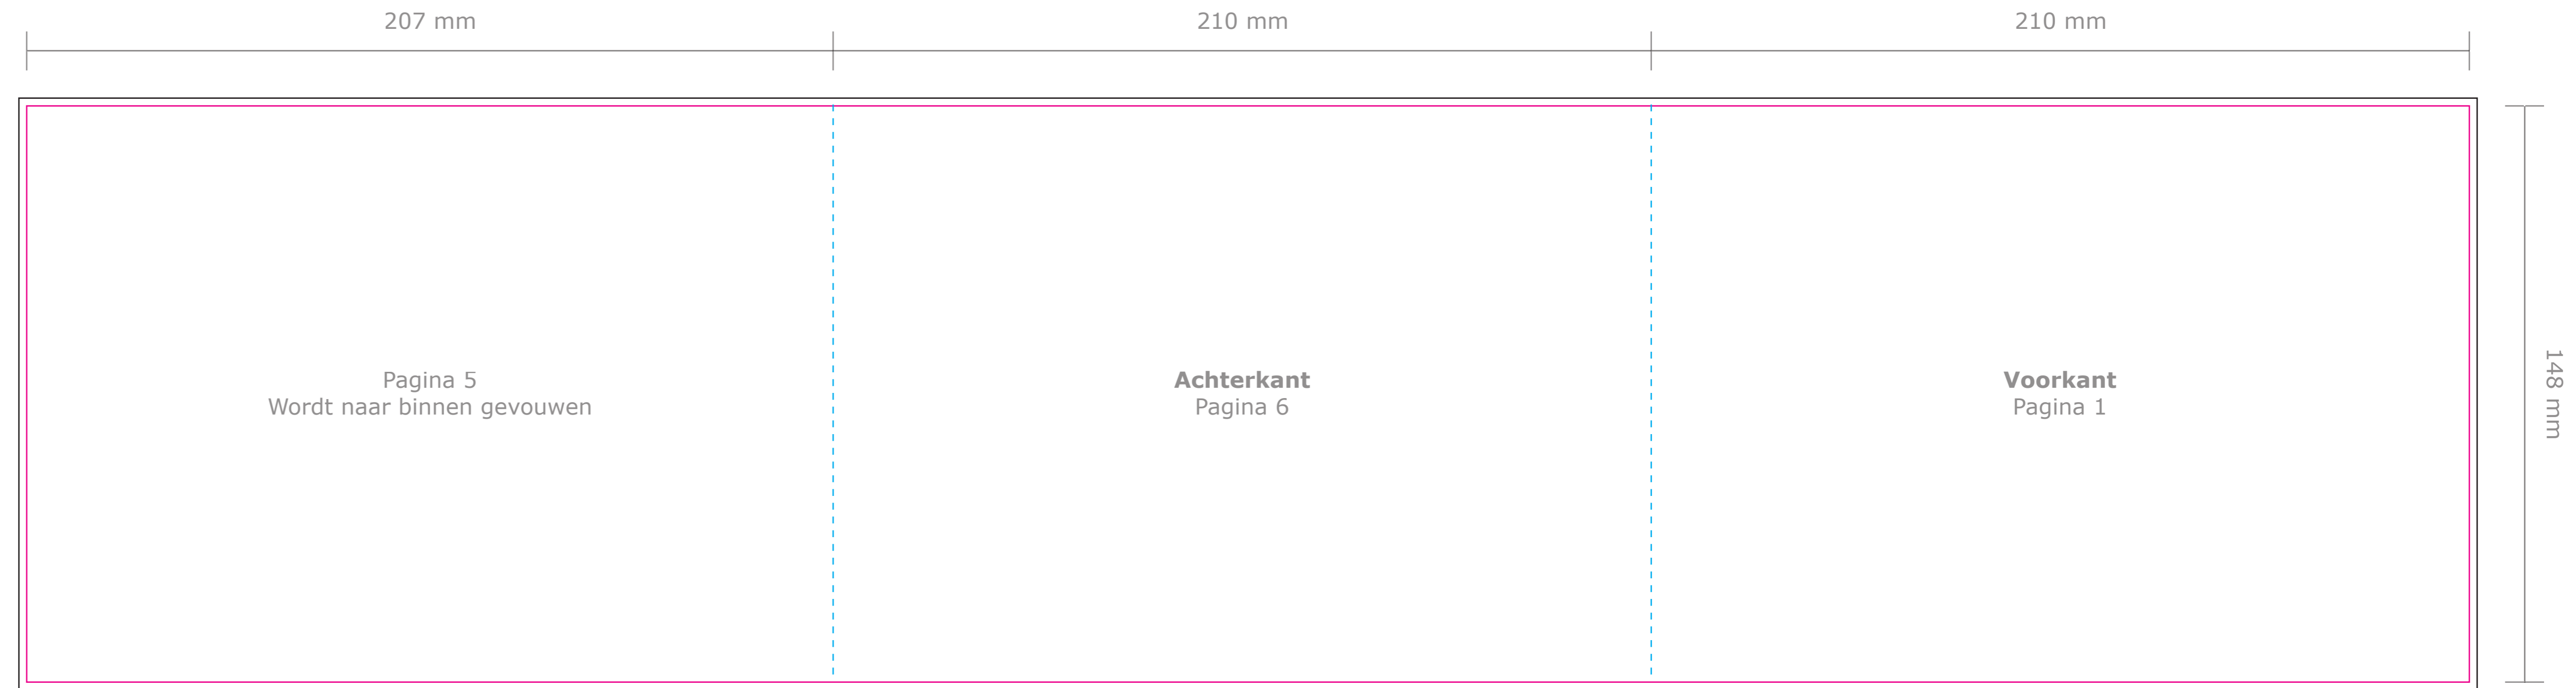 207 mm
210 mm
210 mm
Pagina 5
Wordt naar binnen gevouwen
Achterkant
Pagina 6
Voorkant
Pagina 1
148 mm